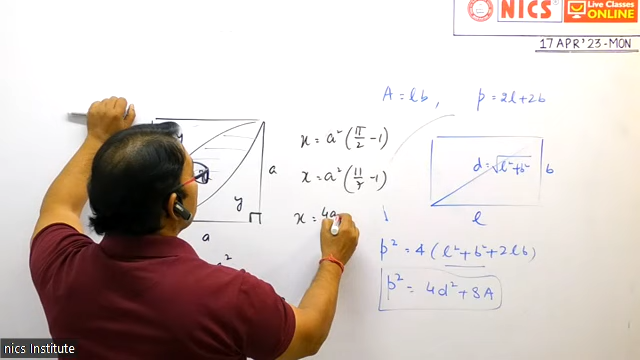 NICS
Live Classes
ONLINE
17 APR'23-MON
A = lb, p = 2l+2b
x = a² (π/2 - 1)
y
a
d = √l²+b²
b
x = a² (11/7 - 1)
y
l
a
x = 4a
a²
p² = 4 (l² + b² + 2lb)
p² = 4d² + 8A
nics Institute